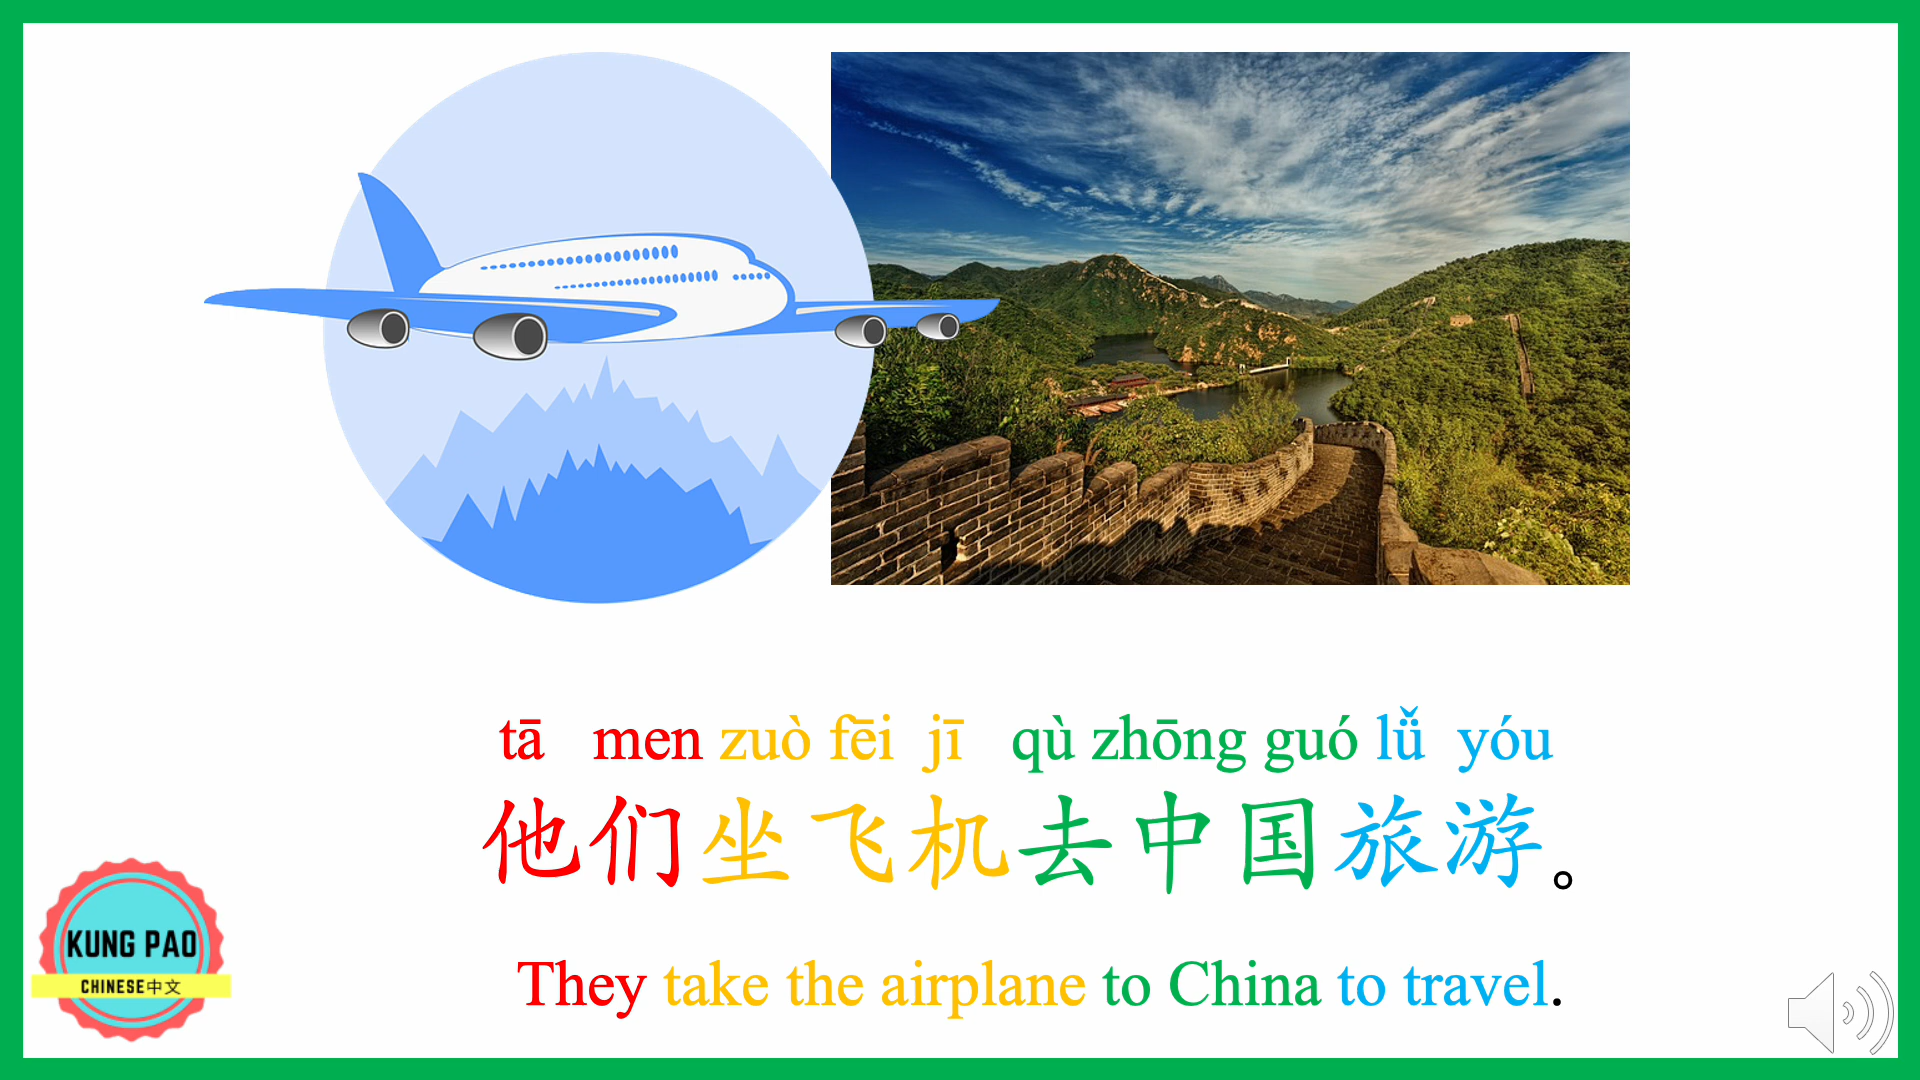 tā men zuò fēi jī qù zhōng guó lǚ yóu
他们坐飞机去中国旅游。
They take the airplane to China to travel.
KUNG PAO
CHINESE中文